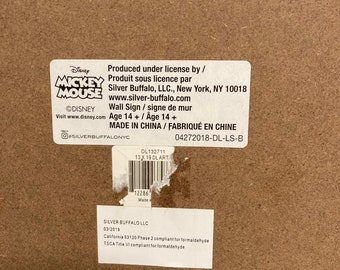 Disney
MICKEY
MOUSE
©DISNEY
Visit www.disney.com
#SILVERBUFFALONYC
Produced under license by /
Produit sous licence par
Silver Buffalo, LLC., New York, NY 10018
www.silver-buffalo.com
Wall Sign / signe de mur
Age 14 + / Âge 14 +
MADE IN CHINA / FABRIQUÉ EN CHINE
04272018-DL-LS-B
DL132711
13 X 19 DL ART
Made in
SILVER BUFFALO LLC
03/2019
California 93120 Phase 2 compliant for formaldehyde
TSCA Title VI compliant for formaldehyde